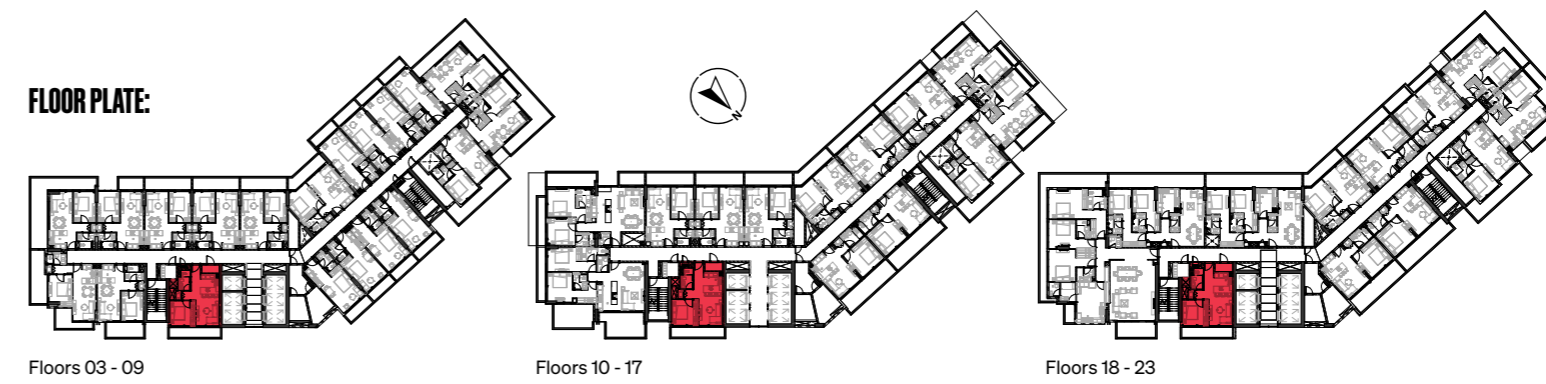 FLOOR PLATE:
N
Floors 03 - 09
Floors 10 - 17
Floors 18 - 23